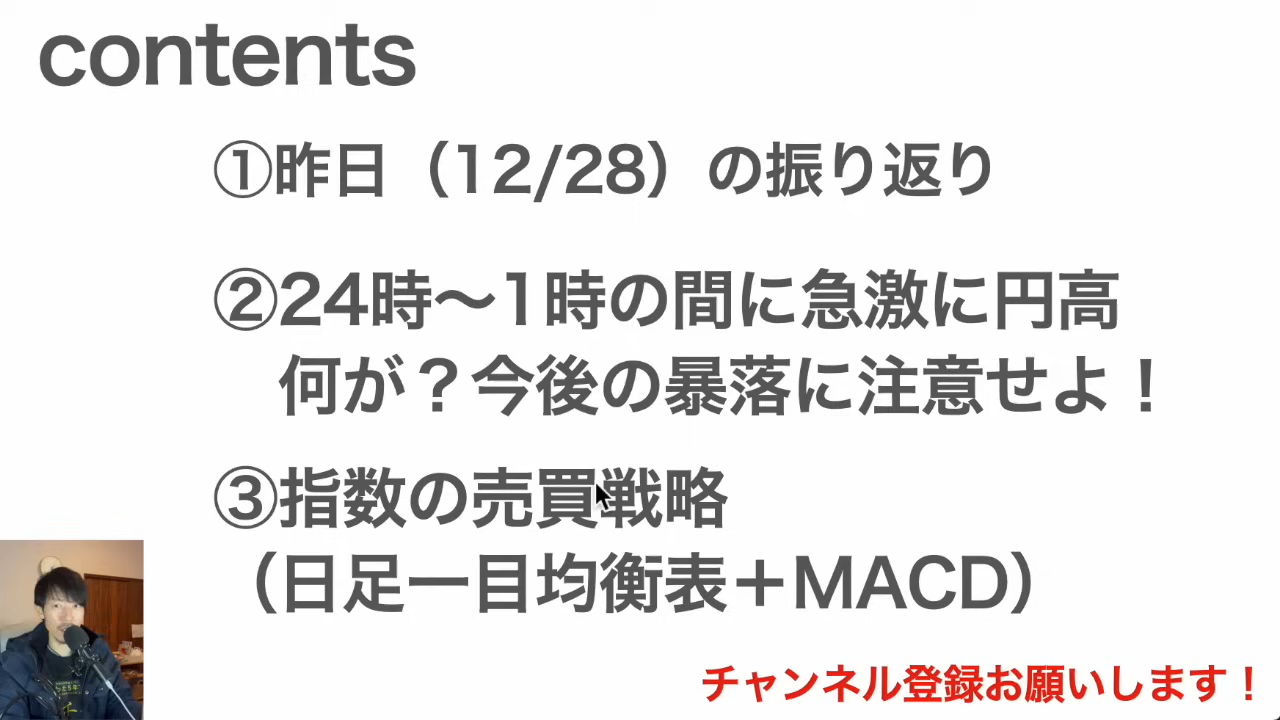 contents
①昨日（12/28）の振り返り
②24時〜1時の間に急激に円高
何が？今後の暴落に注意せよ！
③指数の売買戦略
（日足一目均衡表＋MACD）
チャンネル登録お願いします！